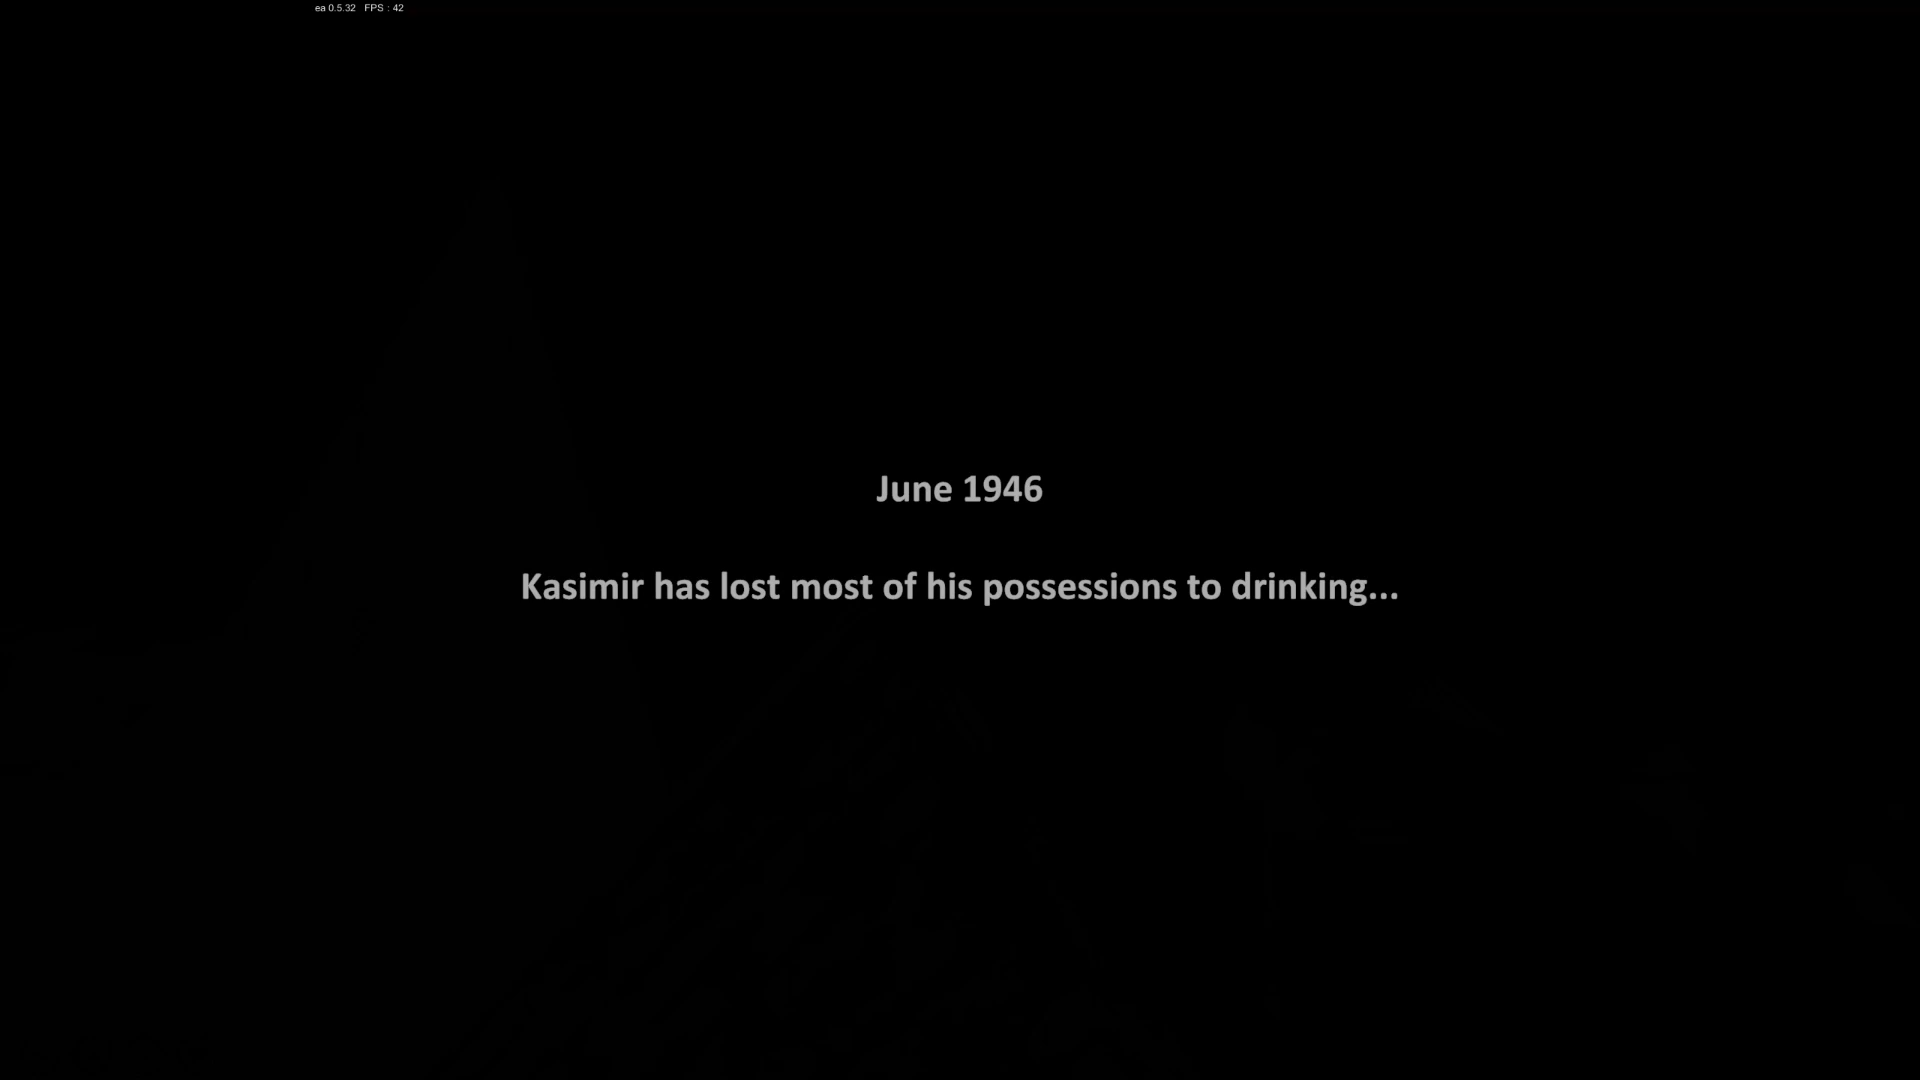 ea 0.5.32 FPS : 42
June 1946
Kasimir has lost most of his possessions to drinking...